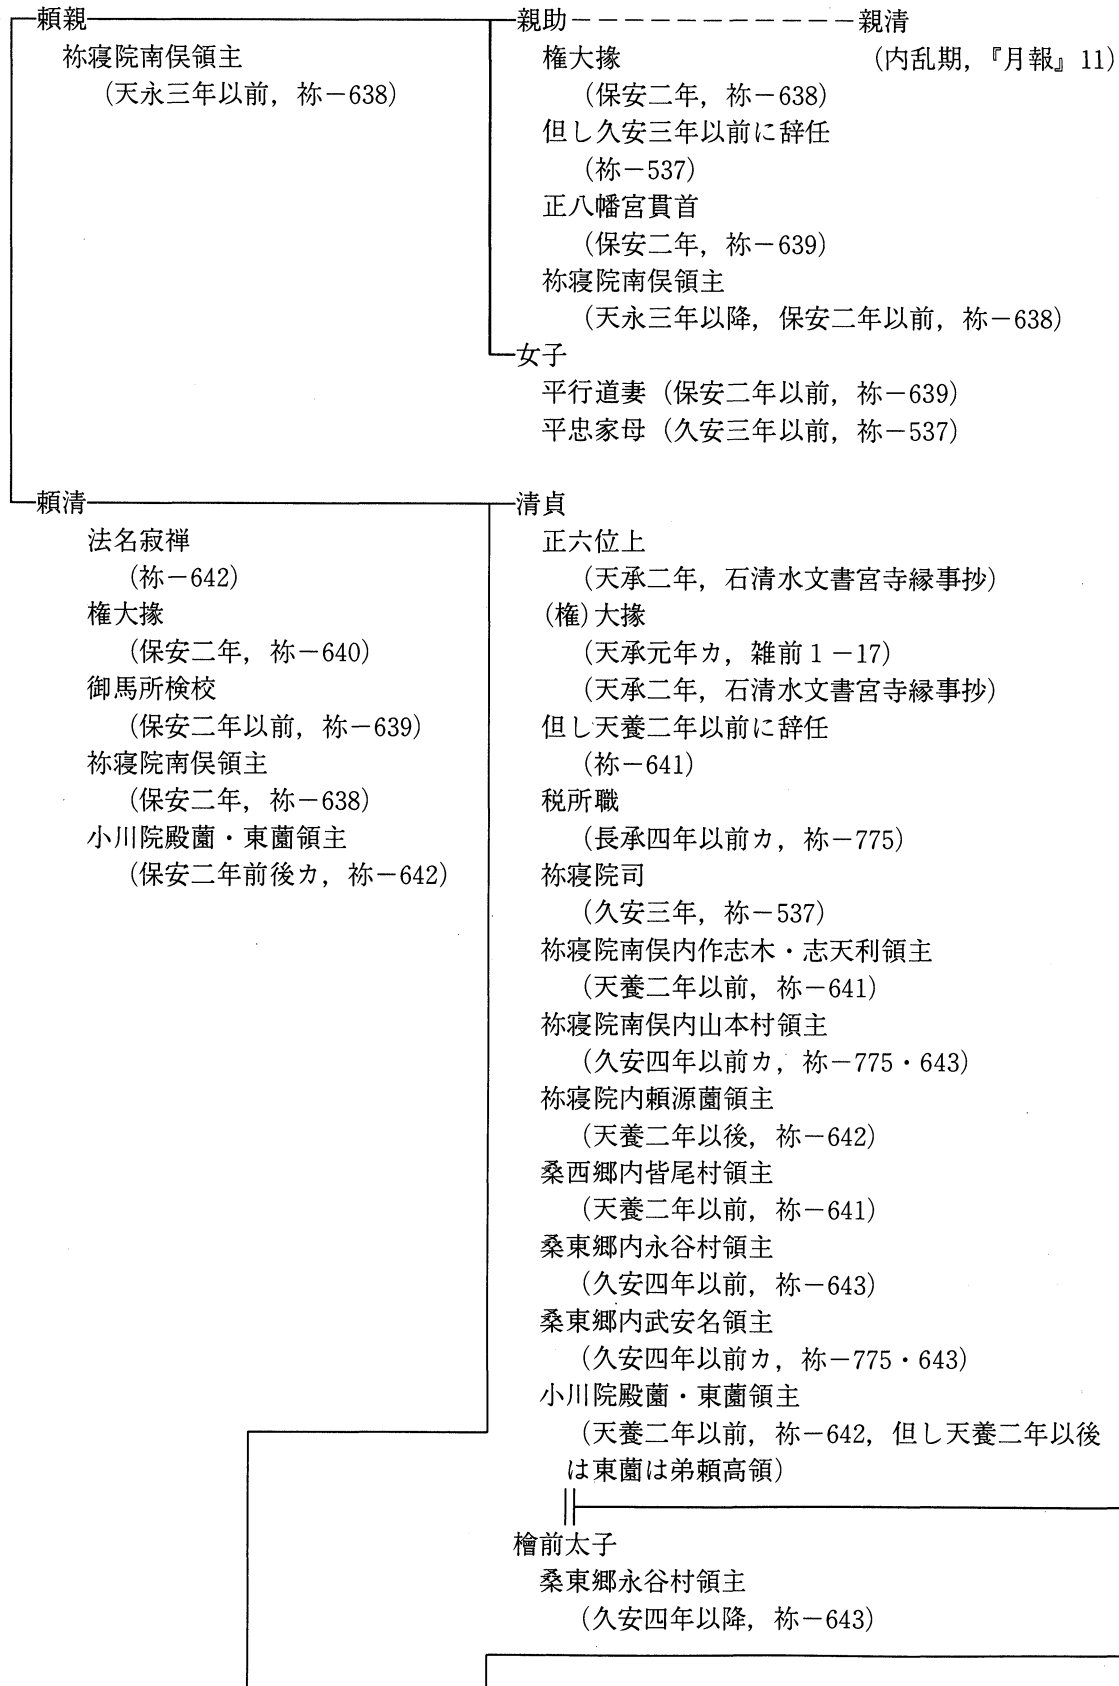 頼親
祢寝院南俣領主
（天永三年以前，祢－638）
親助－－－－－－－－－－－親清
権大掾
（内乱期，『月報』11）
（保安二年，祢－638）
但し久安三年以前に辞任
（祢－537）
正八幡宮貫首
（保安二年，祢－639）
祢寝院南俣領主
（天永三年以降，保安二年以前，祢－638）
女子
平行道妻（保安二年以前，祢－639）
平忠家母（久安三年以前，祢－537）
頼清
法名寂禅
（祢－642）
権大掾
（保安二年，祢－640）
御馬所検校
（保安二年以前，祢－639）
祢寝院南俣領主
（保安二年，祢－638）
小川院殿薗・東薗領主
（保安二年前後カ，祢－642）
清貞
正六位上
（天承二年，石清水文書宮寺縁事抄）
（権）大掾
（天承元年カ，雑前１－17）
（天承二年，石清水文書宮寺縁事抄）
但し天養二年以前に辞任
（祢－641）
税所職
（長承四年以前カ，祢－775）
祢寝院司
（久安三年，祢－537）
祢寝院南俣内作志木・志天利領主
（天養二年以前，祢－641）
祢寝院南俣内山本村領主
（久安四年以前カ，祢－775・643）
祢寝院内頼源薗領主
（天養二年以後，祢－642）
桑西郷内皆尾村領主
（天養二年以前，祢－641）
桑東郷内永谷村領主
（久安四年以前，祢－643）
桑東郷内武安名領主
（久安四年以前カ，祢－775・643）
小川院殿薗・東薗領主
（天養二年以前，祢－642，但し天養二年以後
は東薗は弟頼高領）
檜前太子
桑東郷永谷村領主
（久安四年以降，祢－643）